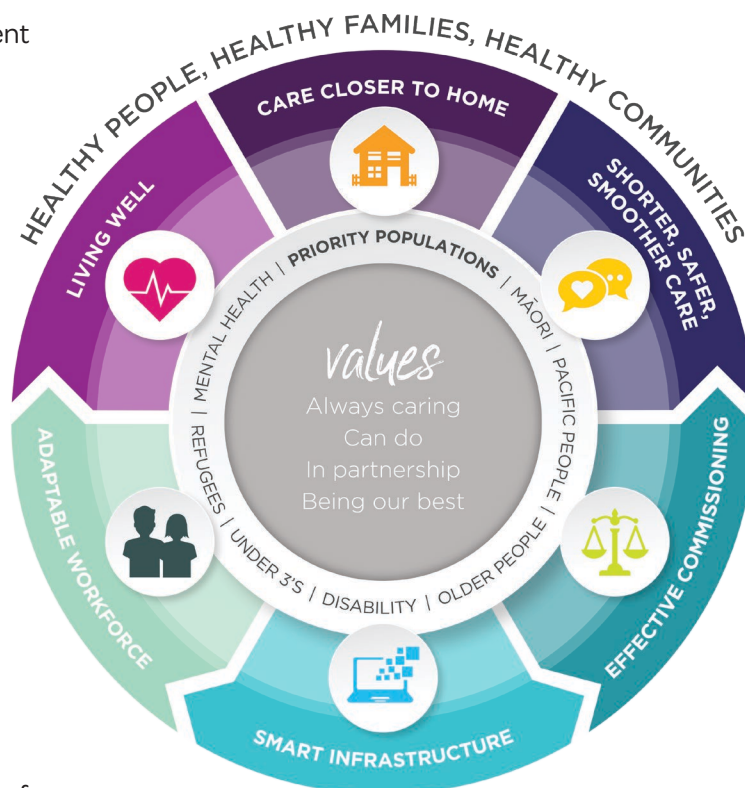 ent
HEALTHY PEOPLE, HEALTHY FAMILIES, HEALTHY COMMUNITIES
CARE CLOSER TO HOME
SHORTER, SAFER,
SMOOTHER CARE
EFFECTIVE COMMISSIONING
SMART INFRASTRUCTURE
ADAPTABLE WORKFORCE
LIVING WELL
PRIORITY POPULATIONS | MĀORI | PACIFIC PEOPLE | OLDER PEOPLE | DISABILITY | UNDER 3'S | REFUGEES | MENTAL HEALTH |
values
Always caring
Can do
In partnership
Being our best